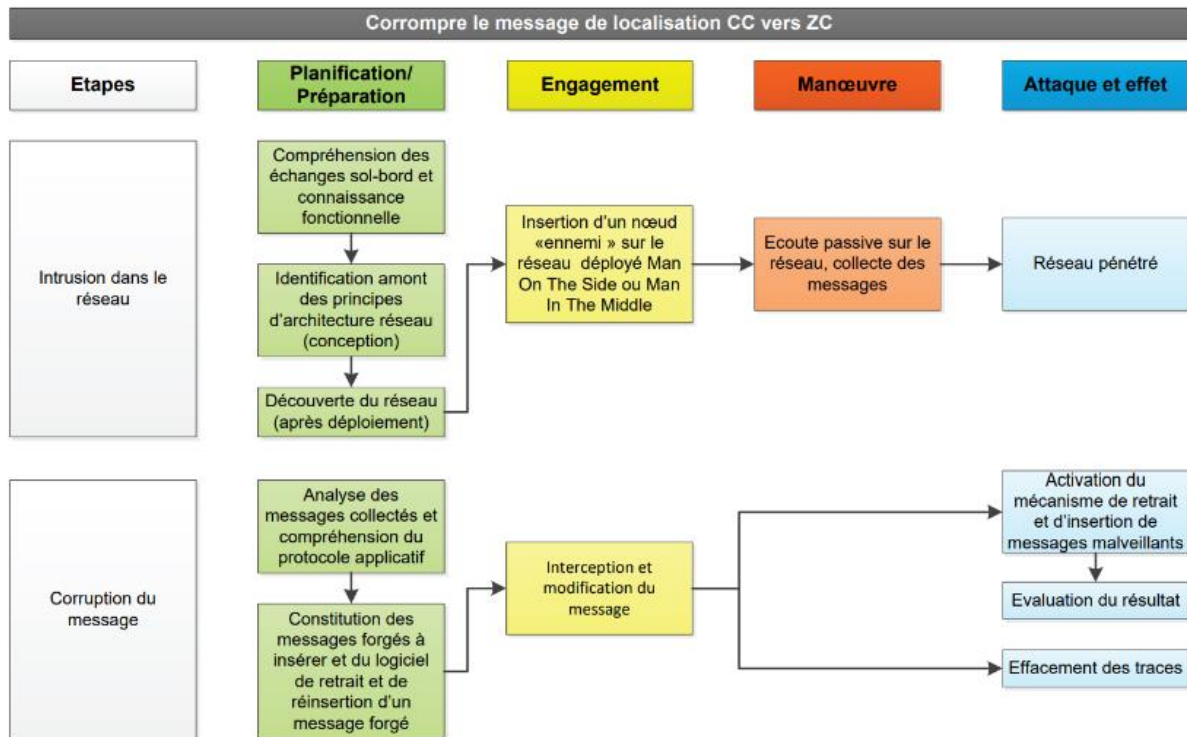 Corrompre le message de localisation CC vers ZC
Etapes
Planification/
Préparation
Engagement
Manœuvre
Attaque et effet
Intrusion dans le
réseau
Compréhension des
échanges sol-bord et
connaissance
fonctionnelle
Identification amont
des principes
d'architecture réseau
(conception)
Découverte du réseau
(après déploiement)
Insertion d'un nœud
«ennemi » sur le
réseau déployé Man
On The Side ou Man
In The Middle
Ecoute passive sur le
réseau, collecte des
messages
Réseau pénétré
Corruption du
message
Analyse des
messages collectés et
compréhension du
protocole applicatif
Constitution des
messages forgés à
insérer et du logiciel
de retrait et de
réinsertion d'un
message forgé
Interception et
modification du
message
Activation du
mécanisme de retrait
et d'insertion de
messages malveillants
Evaluation du résultat
Effacement des traces